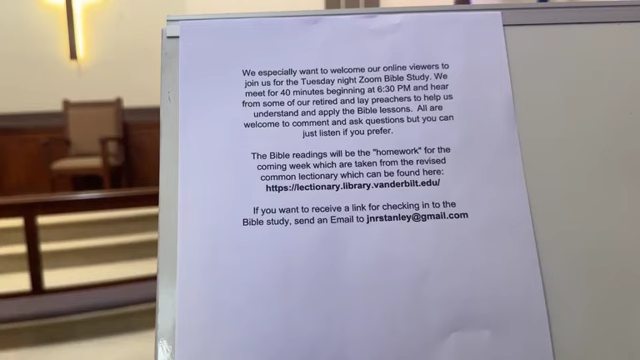 We especially want to welcome our online viewers to
join us for the Tuesday night Zoom Bible Study. We
meet for 40 minutes beginning at 6:30 PM and hear
from some of our retired and lay preachers to help us
understand and apply the Bible lessons. All are
welcome to comment and ask questions but you can
just listen if you prefer.
The Bible readings will be the "homework" for the
coming week which are taken from the revised
common lectionary which can be found here:
https://lectionary.library.vanderbilt.edu/
If you want to receive a link for checking in to the
Bible study, send an Email to jnrstanley@gmail.com